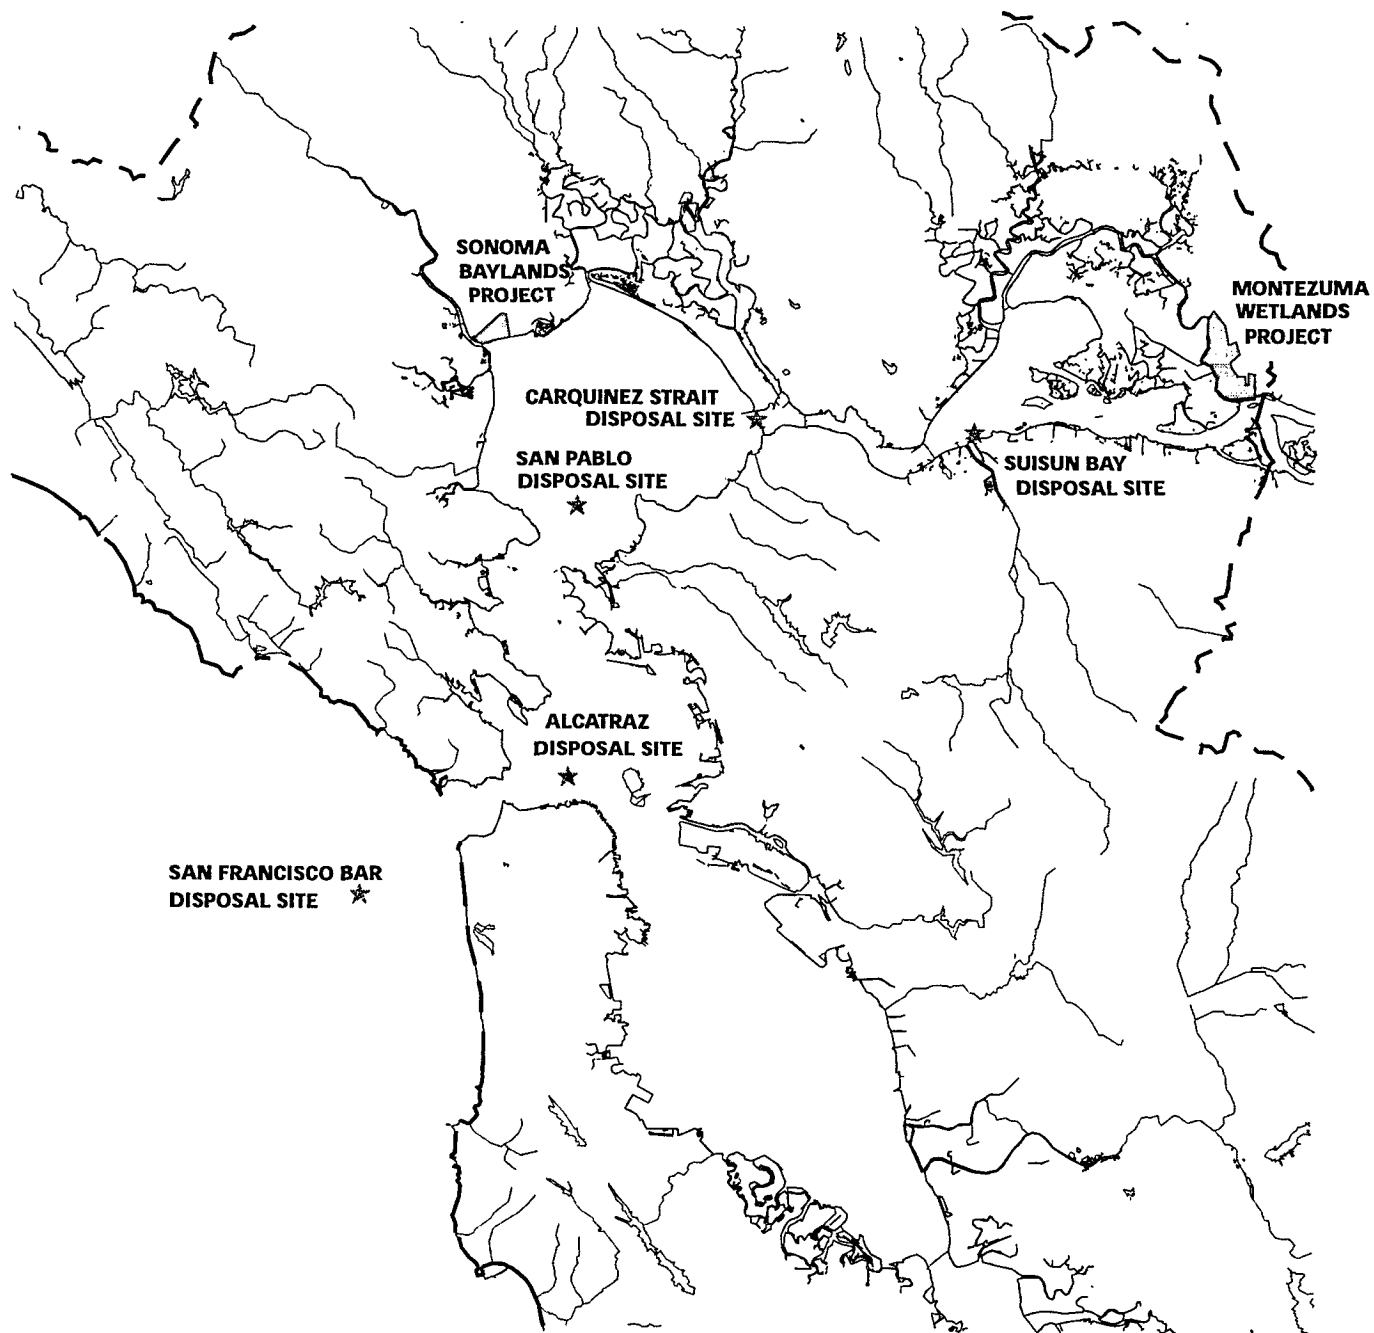 SONOMA
BAYLANDS
PROJECT
MONTEZUMA
WETLANDS
PROJECT
CARQUINEZ STRAIT
DISPOSAL SITE
SAN PABLO
DISPOSAL SITE
SUISUN BAY
DISPOSAL SITE
ALCATRAZ
DISPOSAL SITE
SAN FRANCISCO BAR
DISPOSAL SITE